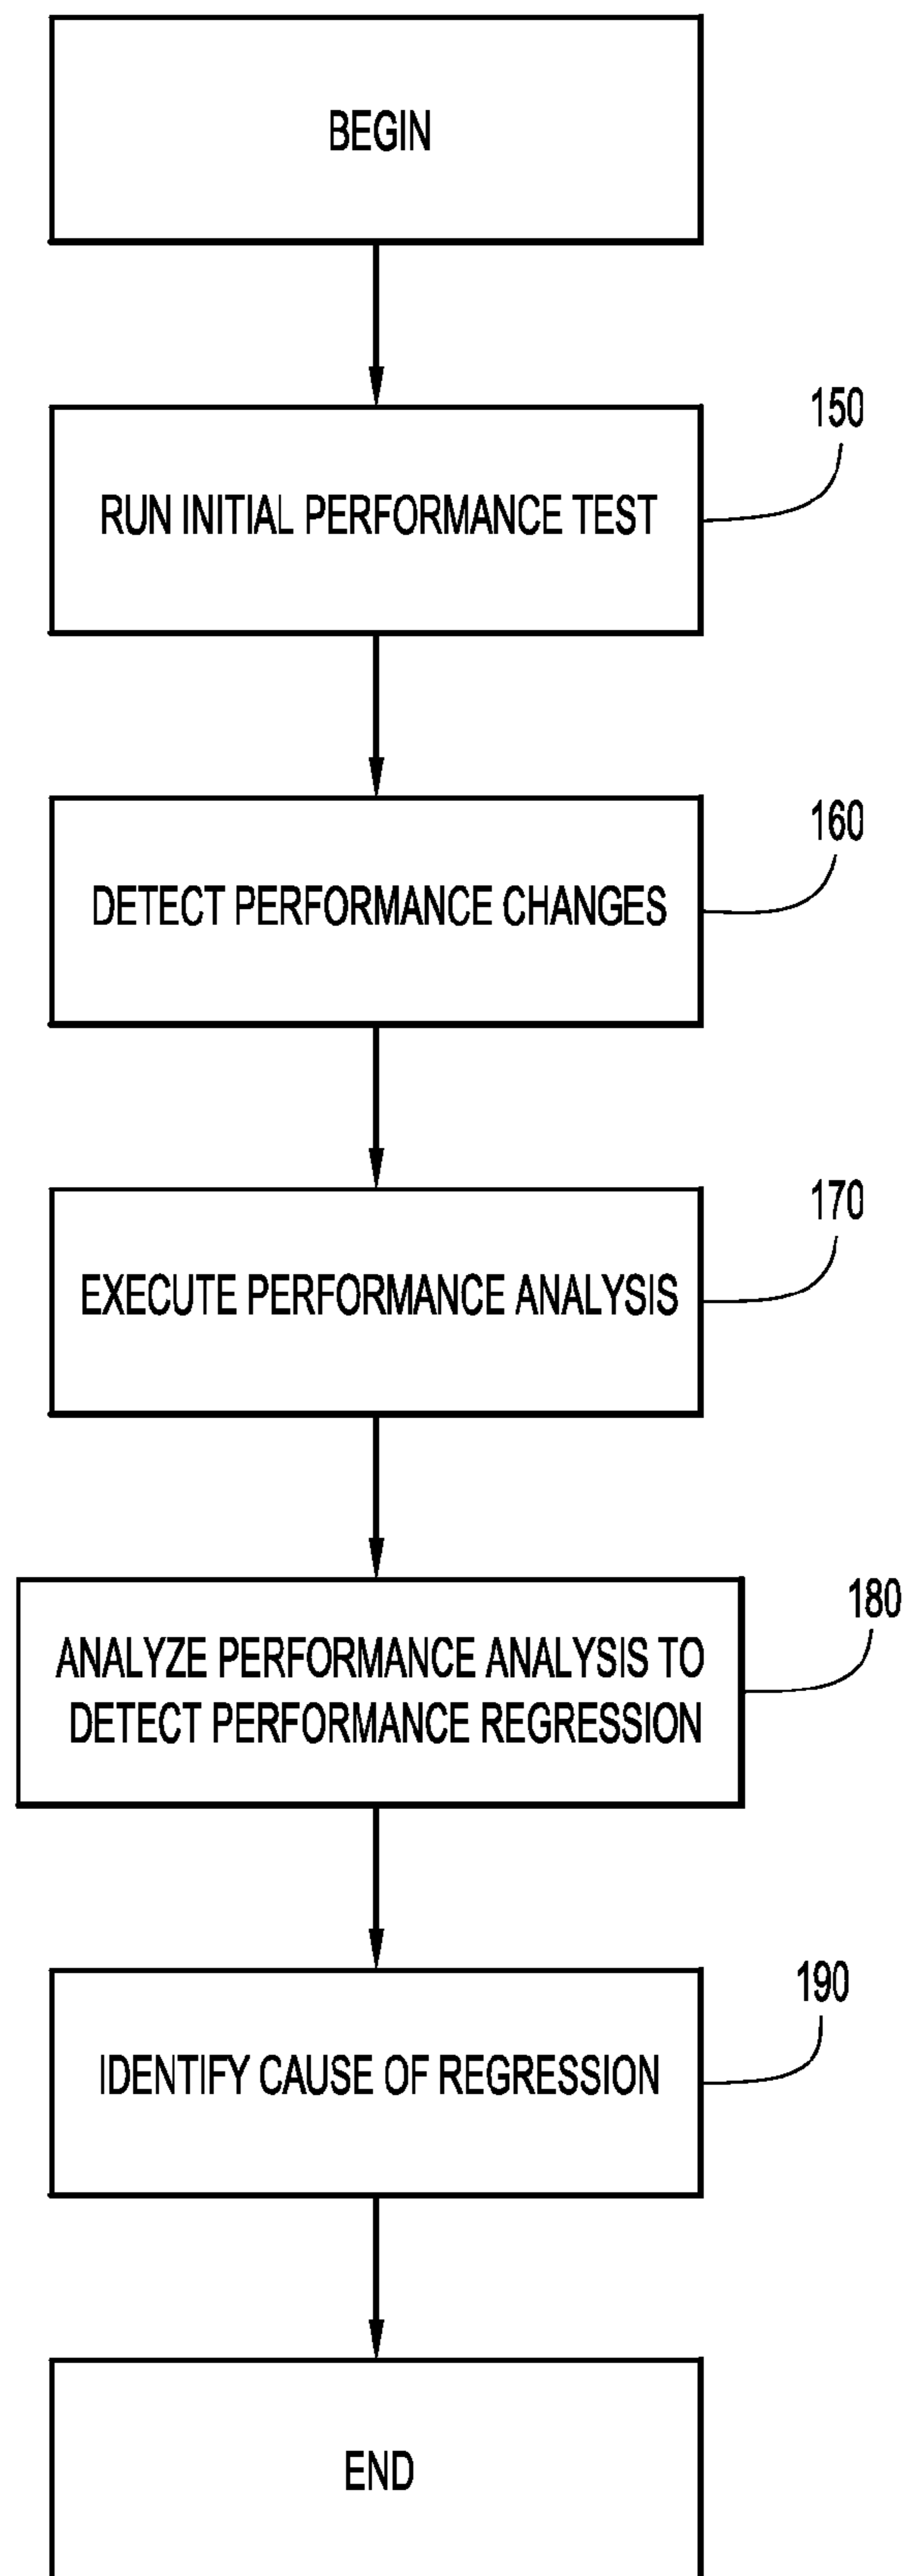 BEGIN
150
RUN INITIAL PERFORMANCE TEST
160
DETECT PERFORMANCE CHANGES
170
EXECUTE PERFORMANCE ANALYSIS
180
ANALYZE PERFORMANCE ANALYSIS TO
DETECT PERFORMANCE REGRESSION
190
IDENTIFY CAUSE OF REGRESSION
END